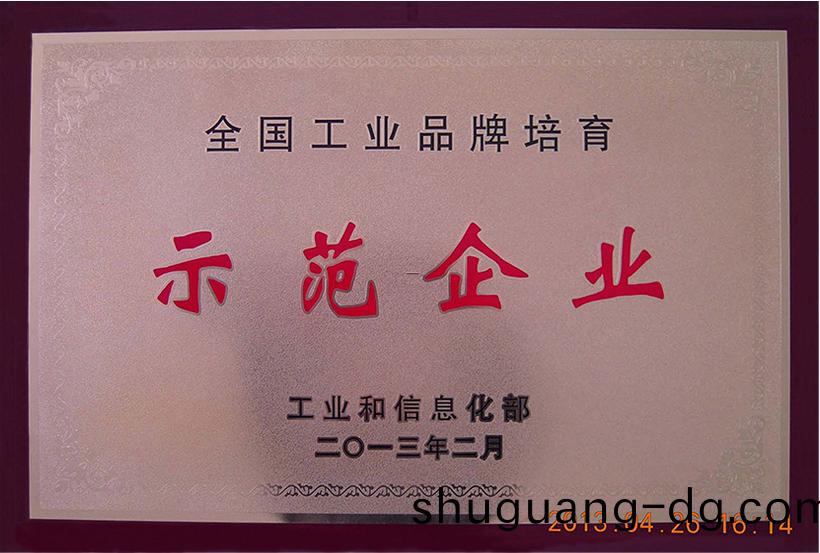 全国工业品牌培育
示范企业
工业和信息化部
二〇一三年二月
shuguang-dg.com
2013.04.26 16:14